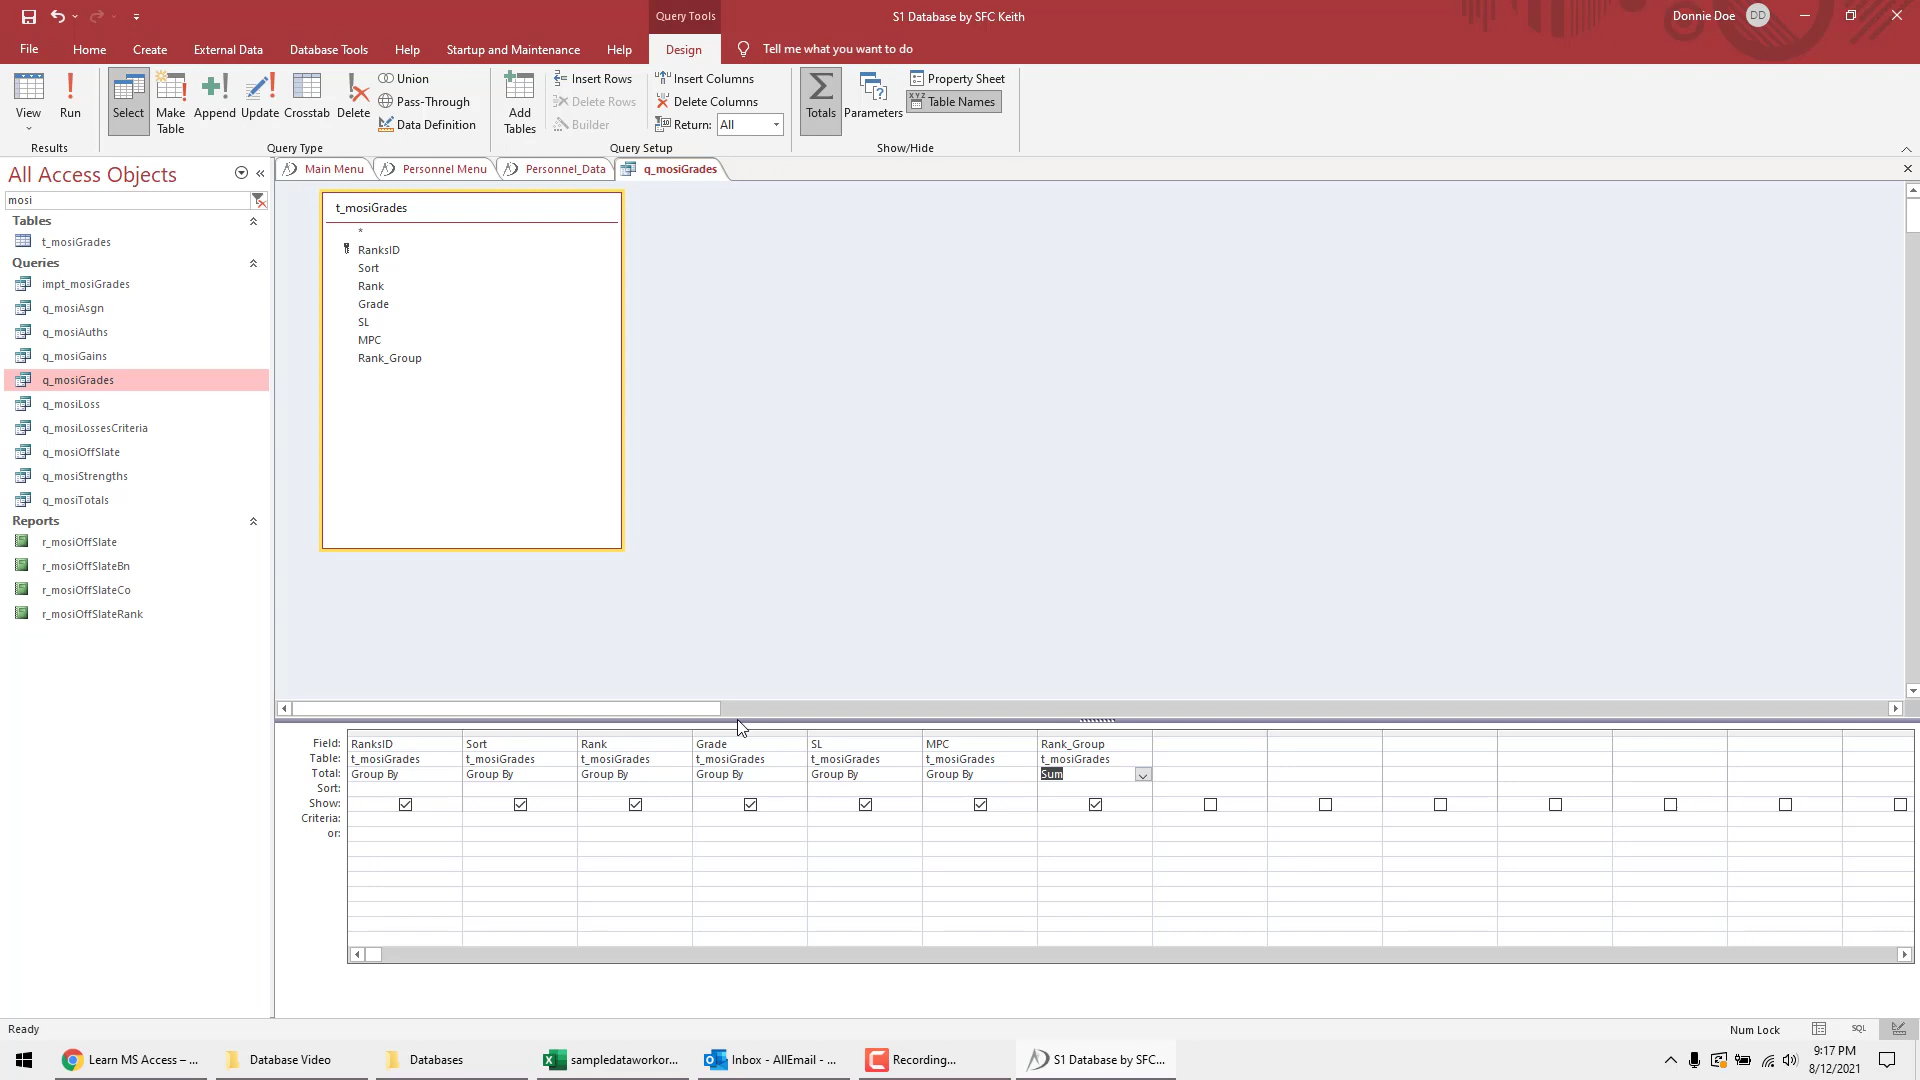 Query Tools
S1 Database by SFC Keith
Donnie Doe
DD
File
Home
Create
External Data
Database Tools
Help
Startup and Maintenance
Help
Design
Tell me what you want to do
View
Run
Results
Select
Make Table
Append
Update
Crosstab
Delete
Union
Pass-Through
Data Definition
Query Type
Add Tables
Insert Rows
Delete Rows
Builder
Insert Columns
Delete Columns
Return: All
Query Setup
Totals
Parameters
Property Sheet
Table Names
Show/Hide
All Access Objects
mosi
Tables
t_mosiGrades
Queries
impt_mosiGrades
q_mosiAsgn
q_mosiAuths
q_mosiGains
q_mosiGrades
q_mosiLoss
q_mosiLossesCriteria
q_mosiOffSlate
q_mosiStrengths
q_mosiTotals
Reports
r_mosiOffSlate
r_mosiOffSlateBn
r_mosiOffSlateCo
r_mosiOffSlateRank
Main Menu
Personnel Menu
Personnel_Data
q_mosiGrades
t_mosiGrades
*
RanksID
Sort
Rank
Grade
SL
MPC
Rank_Group
Field: RanksID Sort Rank Grade SL MPC Rank_Group
Table: t_mosiGrades t_mosiGrades t_mosiGrades t_mosiGrades t_mosiGrades t_mosiGrades t_mosiGrades
Total: Group By Group By Group By Group By Group By Group By Sum
Sort:
Show:
Criteria:
or:
Ready
Num Lock
SQL
Learn MS Access – ...
Database Video
Databases
sampledataworkor...
Inbox - AllEmail - ...
Recording...
S1 Database by SFC...
9:17 PM
8/12/2021